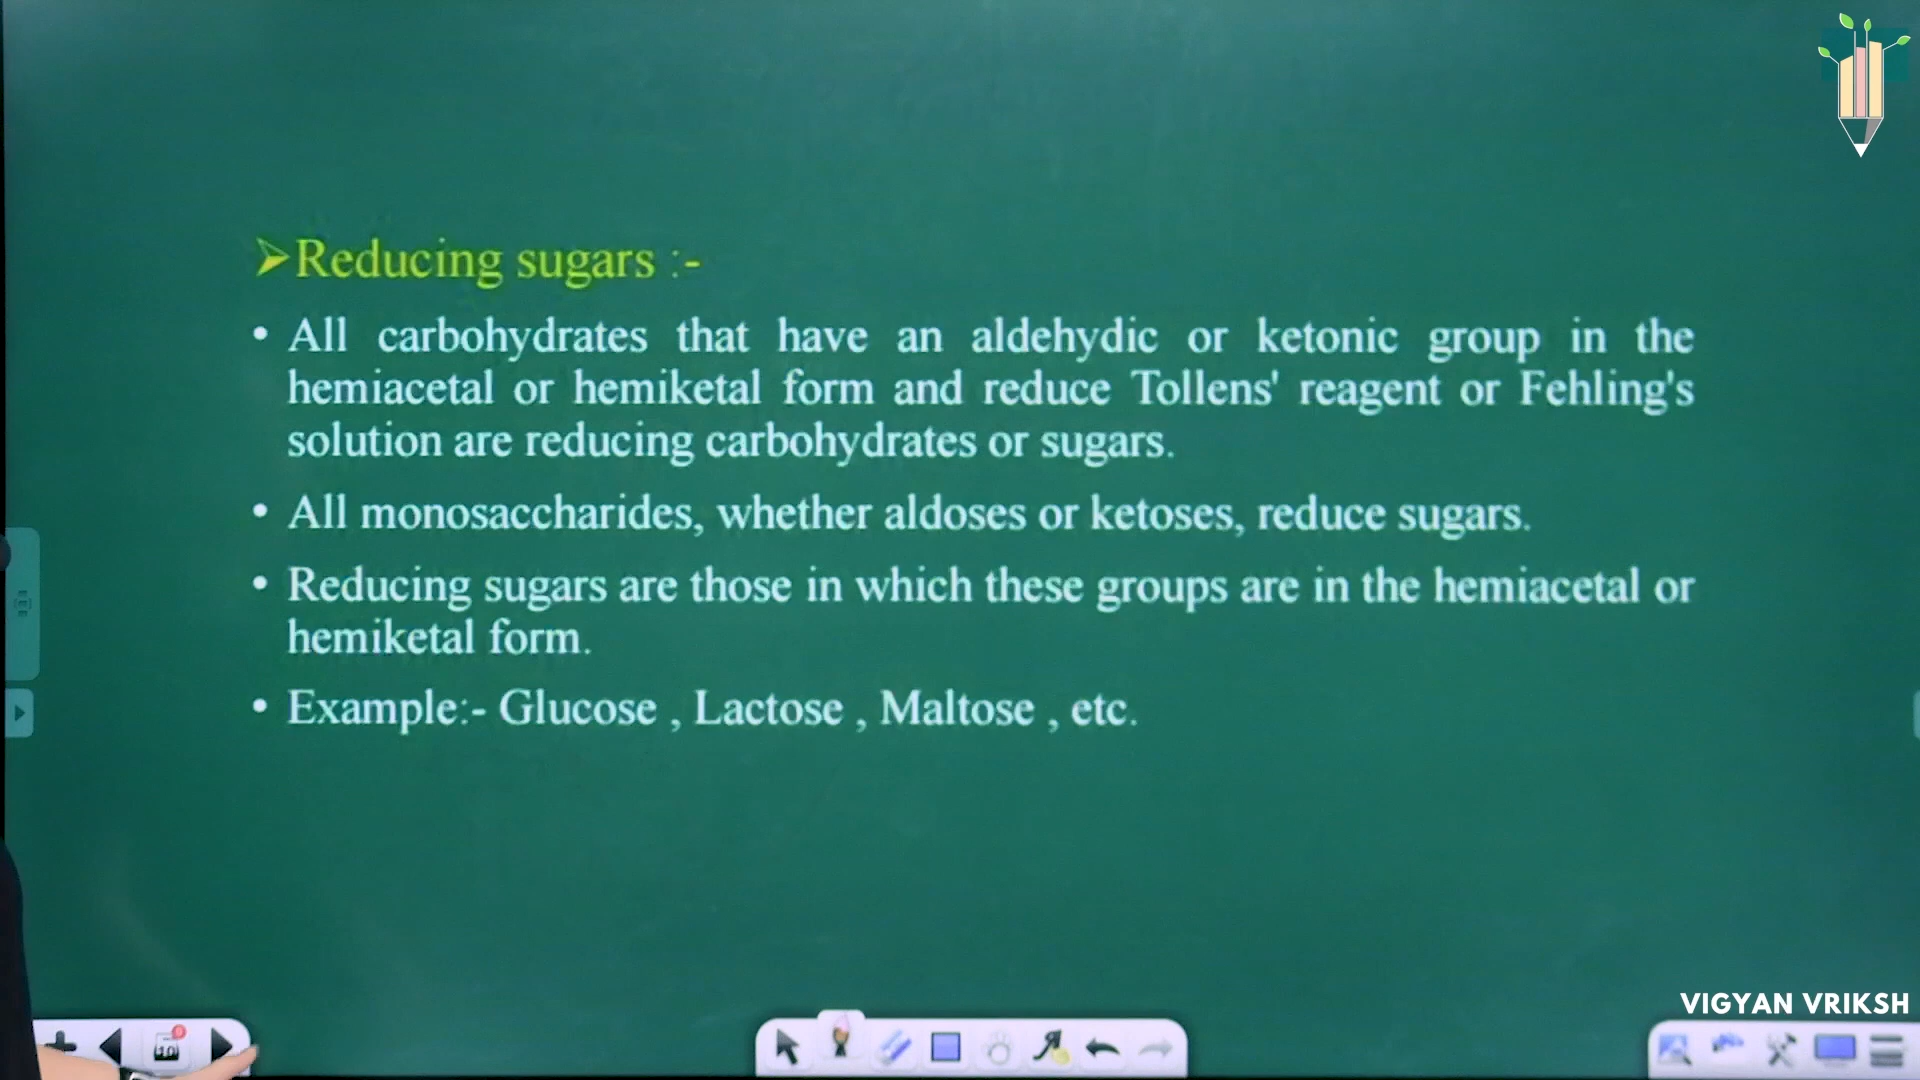 ➢Reducing sugars :-
• All carbohydrates that have an aldehydic or ketonic group in the
hemiacetal or hemiketal form and reduce Tollens' reagent or Fehling's
solution are reducing carbohydrates or sugars.
• All monosaccharides, whether aldoses or ketoses, reduce sugars.
• Reducing sugars are those in which these groups are in the hemiacetal or
hemiketal form.
• Example:- Glucose , Lactose , Maltose , etc.
VIGYAN VRIKSH
10